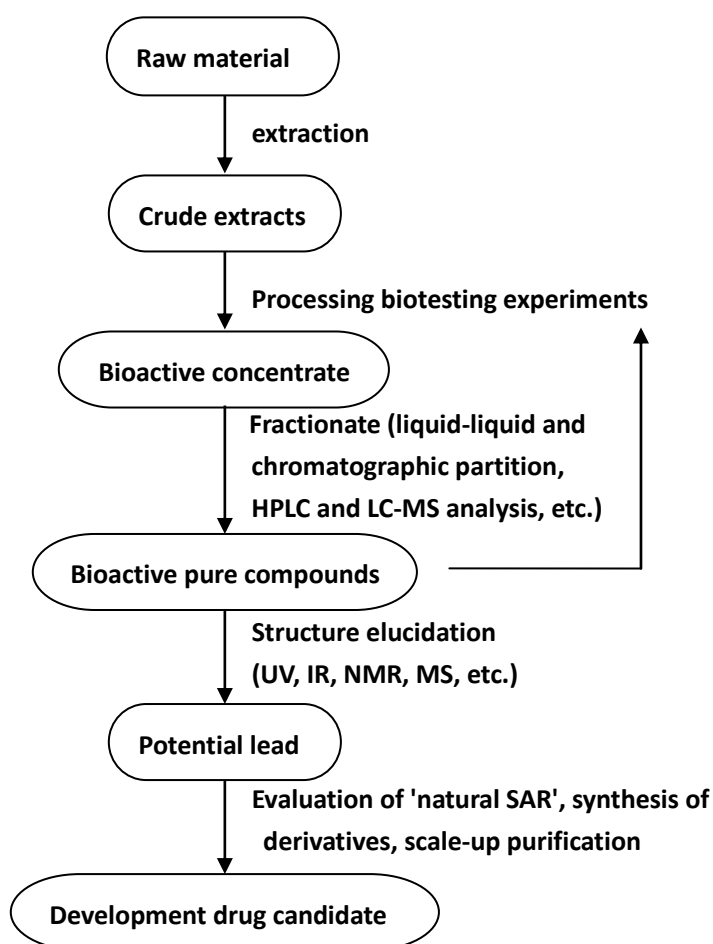 Raw material
extraction
Crude extracts
Processing biotesting experiments
Bioactive concentrate
Fractionate (liquid-liquid and
chromatographic partition,
HPLC and LC-MS analysis, etc.)
Bioactive pure compounds
Structure elucidation
(UV, IR, NMR, MS, etc.)
Potential lead
Evaluation of 'natural SAR', synthesis of
derivatives, scale-up purification
Development drug candidate